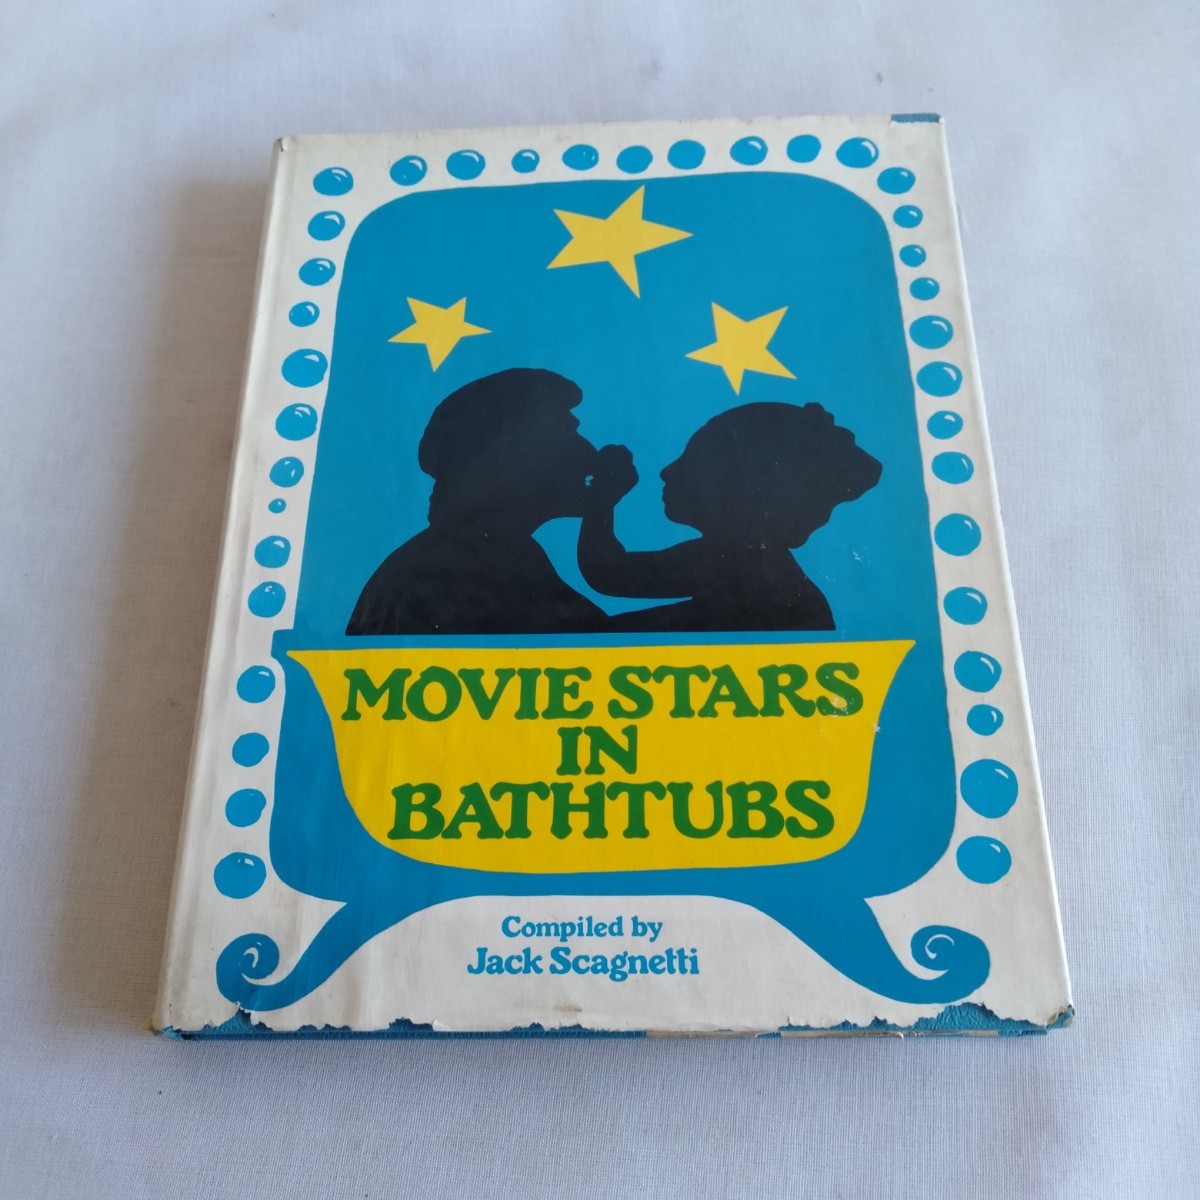 MOVIE STARS
IN
BATHTUBS
Compiled by
Jack Scagnetti